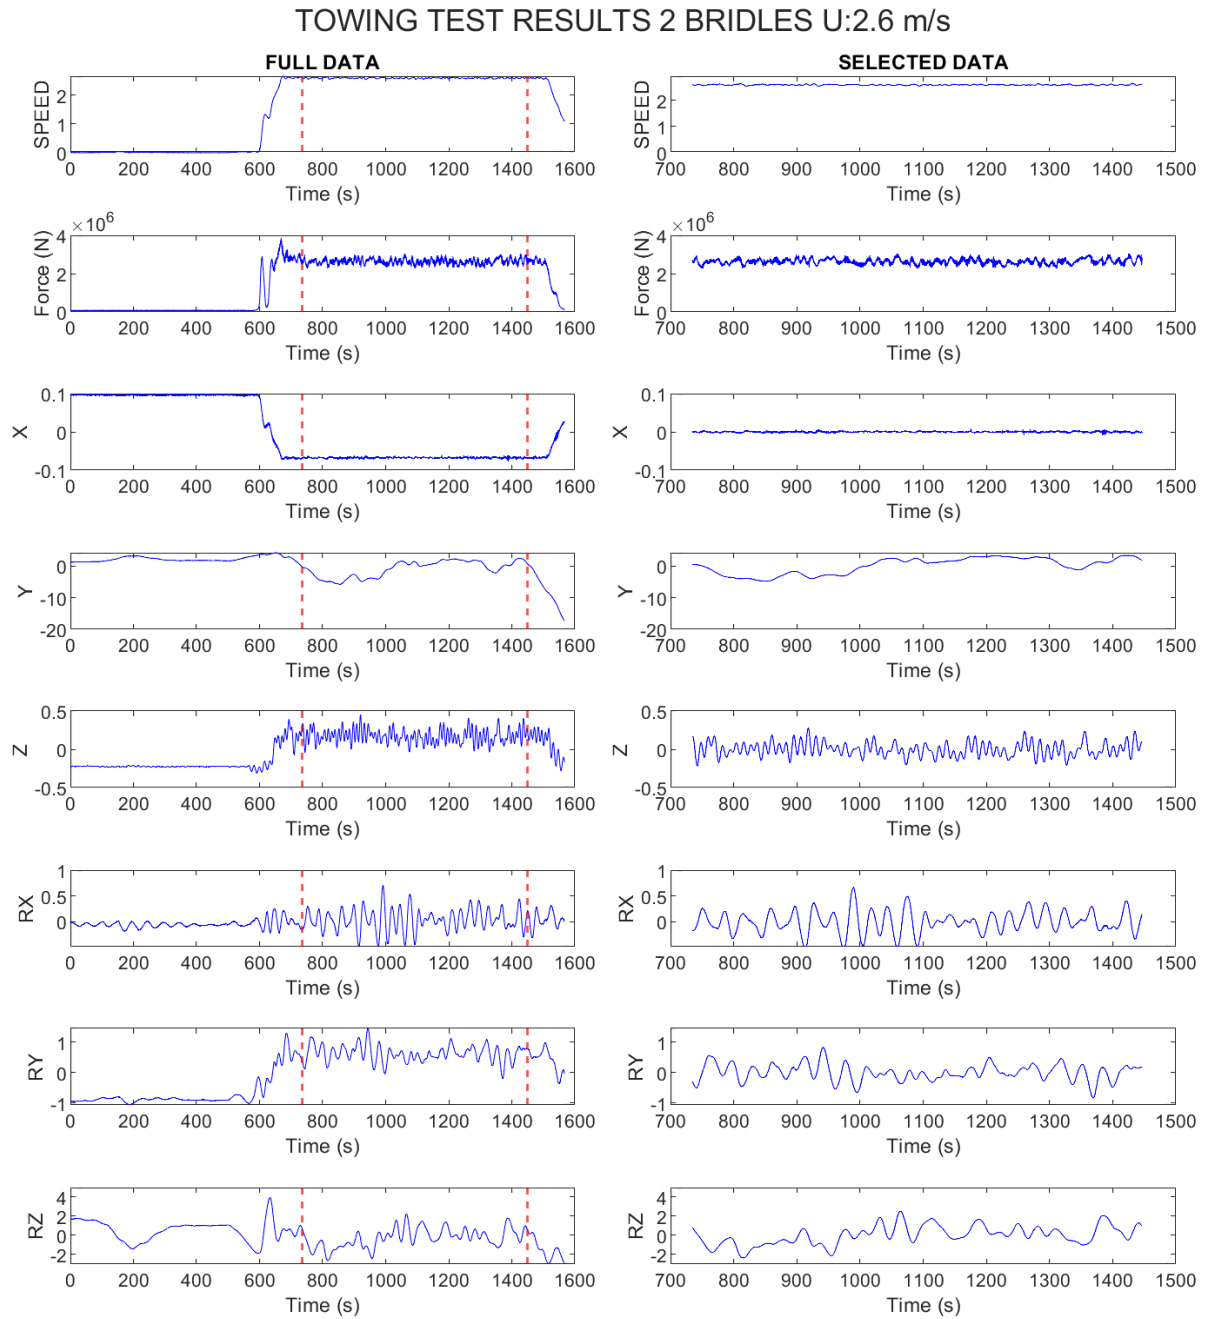 TOWING TEST RESULTS 2 BRIDLES U:2.6 m/s
FULL DATA
SPEED
2
1
0
0 200 400 600 800 1000 1200 1400 1600
Time (s)
SELECTED DATA
SPEED
2
1
0
700 800 900 1000 1100 1200 1300 1400 1500
Time (s)
×10^6
Force (N)
4
2
0
0 200 400 600 800 1000 1200 1400 1600
Time (s)
×10^6
Force (N)
4
2
0
700 800 900 1000 1100 1200 1300 1400 1500
Time (s)
X
0.1
0
-0.1
0 200 400 600 800 1000 1200 1400 1600
Time (s)
X
0.1
0
-0.1
700 800 900 1000 1100 1200 1300 1400 1500
Time (s)
Y
0
-10
-20
0 200 400 600 800 1000 1200 1400 1600
Time (s)
Y
0
-10
-20
700 800 900 1000 1100 1200 1300 1400 1500
Time (s)
Z
0.5
0
-0.5
0 200 400 600 800 1000 1200 1400 1600
Time (s)
Z
0.5
0
-0.5
700 800 900 1000 1100 1200 1300 1400 1500
Time (s)
RX
1
0.5
0
0 200 400 600 800 1000 1200 1400 1600
Time (s)
RX
1
0.5
0
700 800 900 1000 1100 1200 1300 1400 1500
Time (s)
RY
1
0
-1
0 200 400 600 800 1000 1200 1400 1600
Time (s)
RY
1
0
-1
700 800 900 1000 1100 1200 1300 1400 1500
Time (s)
RZ
4
2
0
-2
0 200 400 600 800 1000 1200 1400 1600
Time (s)
RZ
4
2
0
-2
700 800 900 1000 1100 1200 1300 1400 1500
Time (s)